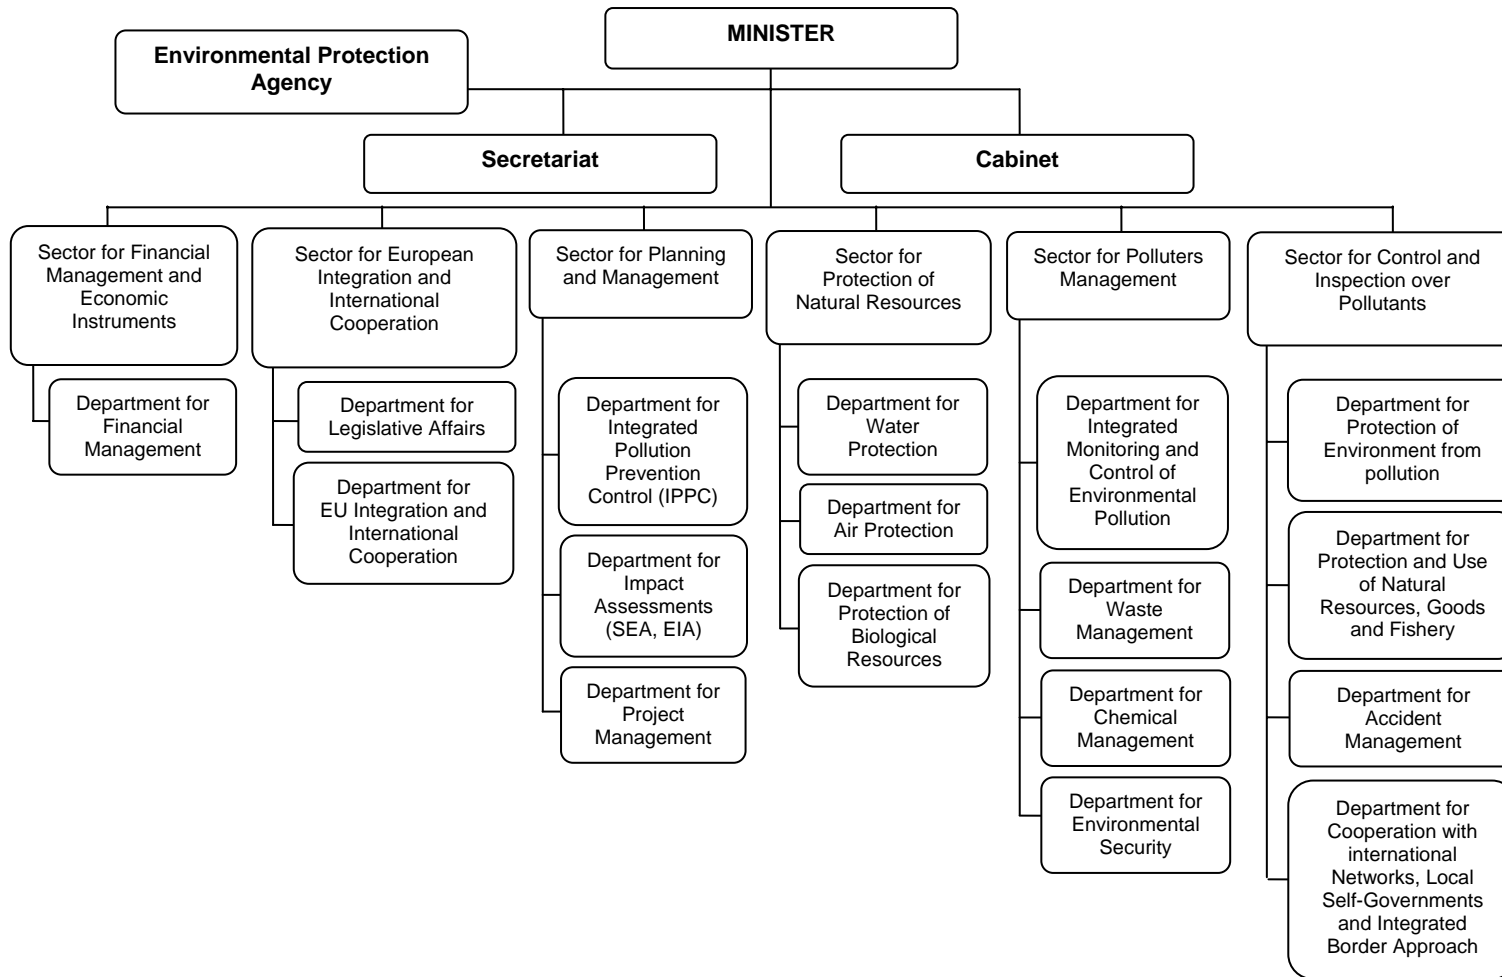 MINISTER
Environmental Protection
Agency
Secretariat
Cabinet
Sector for Financial
Management and
Economic
Instruments
Department for
Financial
Management
Sector for European
Integration and
International
Cooperation
Department for
Legislative Affairs
Department for
EU Integration and
International
Cooperation
Sector for Planning
and Management
Department for
Integrated
Pollution
Prevention
Control (IPPC)
Department for
Impact
Assessments
(SEA, EIA)
Department for
Project
Management
Sector for
Protection of
Natural Resources
Department for
Water
Protection
Department for
Air Protection
Department for
Protection of
Biological
Resources
Sector for Polluters
Management
Department for
Integrated
Monitoring and
Control of
Environmental
Pollution
Department for
Waste
Management
Department for
Chemical
Management
Department for
Environmental
Security
Sector for Control and
Inspection over
Pollutants
Department for
Protection of
Environment from
pollution
Department for
Protection and Use
of Natural
Resources, Goods
and Fishery
Department for
Accident
Management
Department for
Cooperation with
international
Networks, Local
Self-Governments
and Integrated
Border Approach